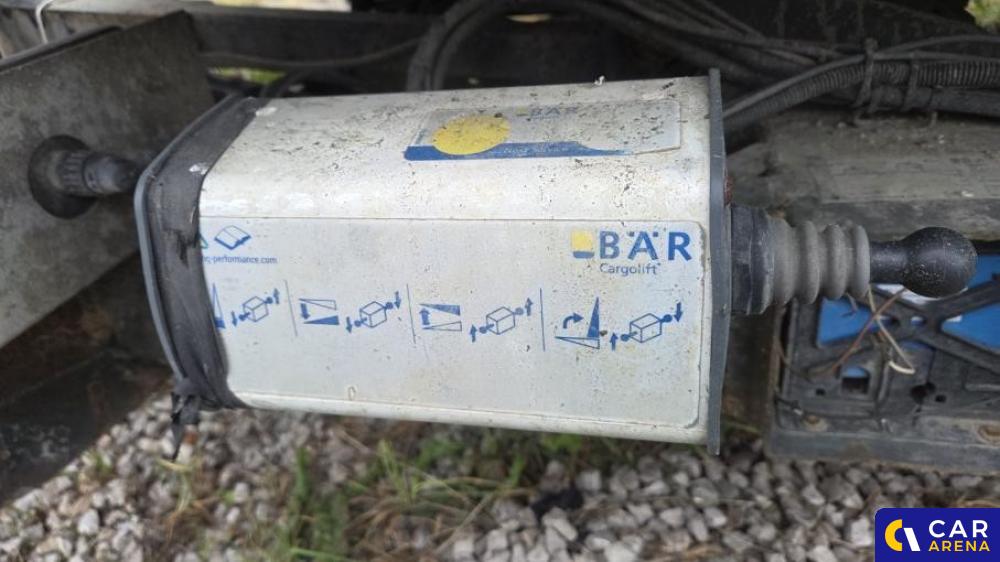 BÄR
BÄR
Cargolift
-performance.com
CAR
ARENA